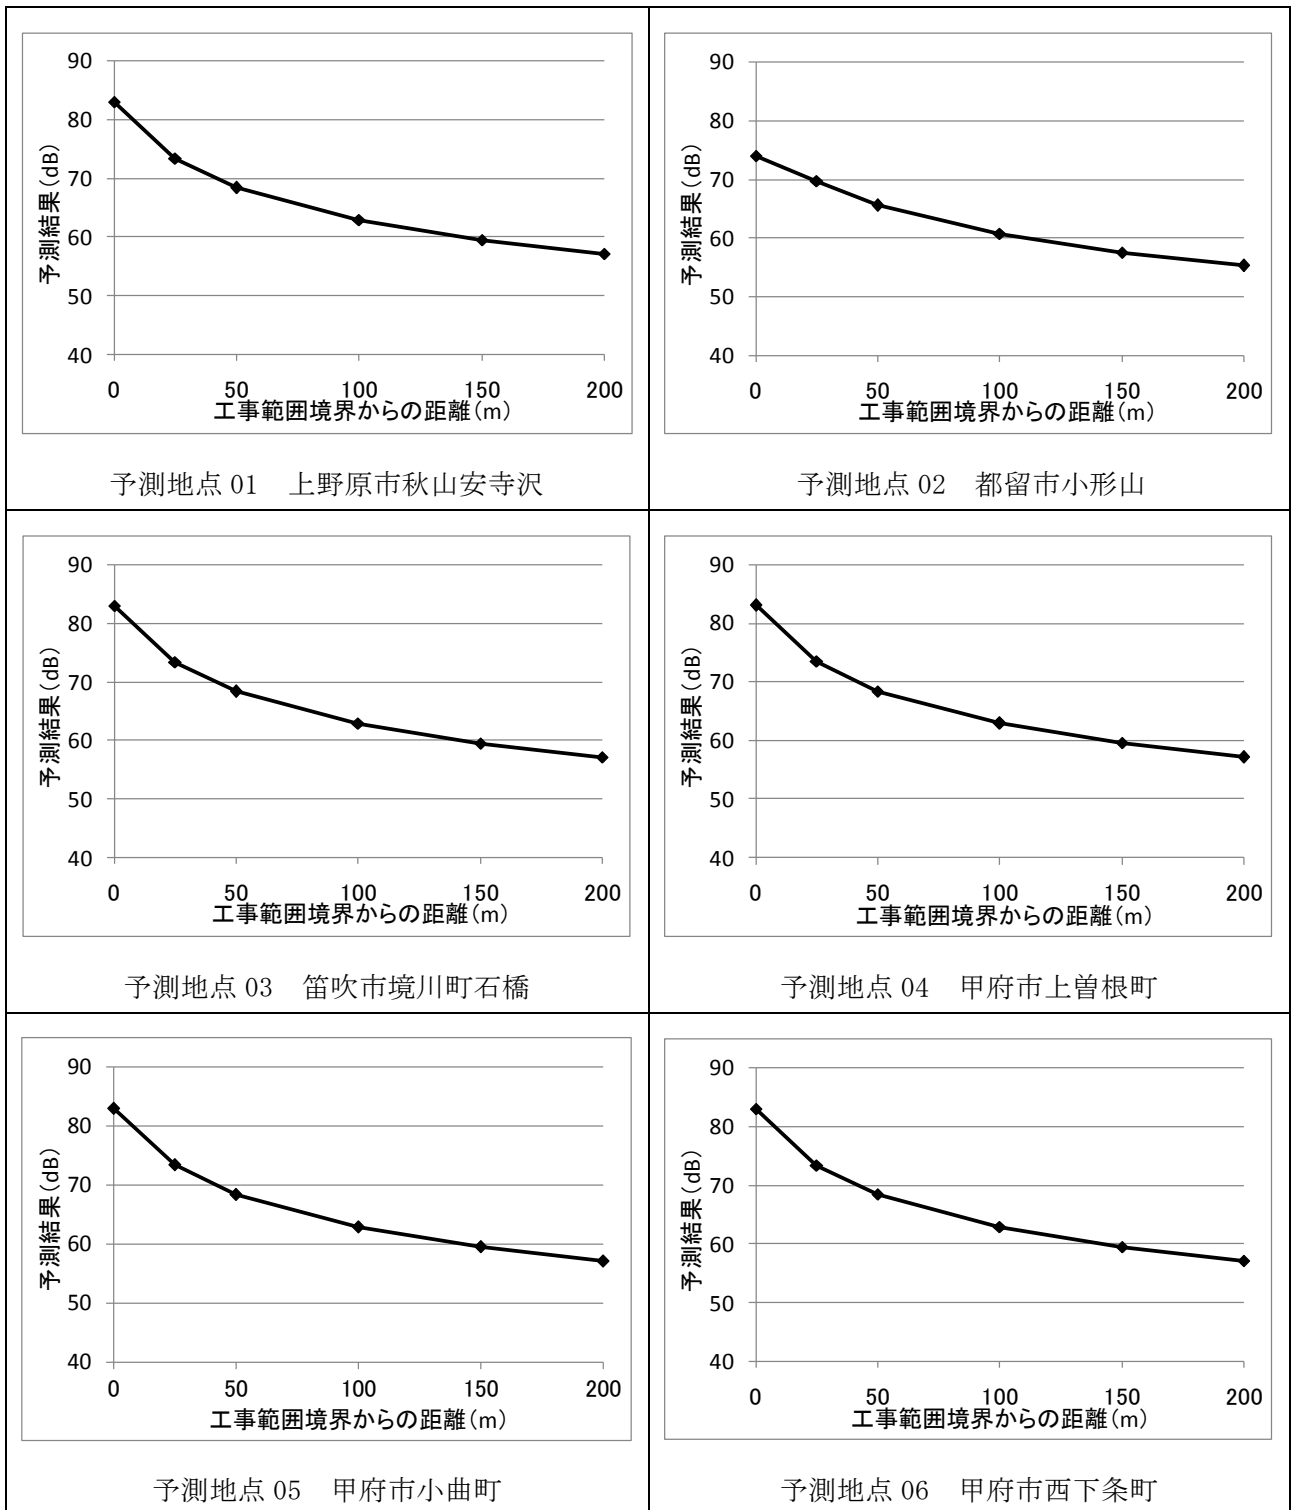 90
80
70
60
50
40
予測結果(dB)
0 50 100 150 200
工事範囲境界からの距離(m)
予測地点 01 上野原市秋山安寺沢
90
80
70
60
50
40
予測結果(dB)
0 50 100 150 200
工事範囲境界からの距離(m)
予測地点 02 都留市小形山
90
80
70
60
50
40
予測結果(dB)
0 50 100 150 200
工事範囲境界からの距離(m)
予測地点 03 笛吹市境川町石橋
90
80
70
60
50
40
予測結果(dB)
0 50 100 150 200
工事範囲境界からの距離(m)
予測地点 04 甲府市上曽根町
90
80
70
60
50
40
予測結果(dB)
0 50 100 150 200
工事範囲境界からの距離(m)
予測地点 05 甲府市小曲町
90
80
70
60
50
40
予測結果(dB)
0 50 100 150 200
工事範囲境界からの距離(m)
予測地点 06 甲府市西下条町